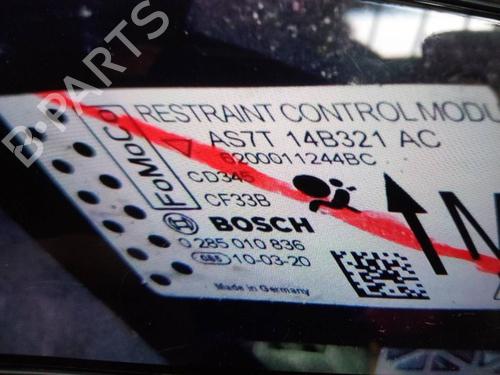 B-PARTS
RESTRAINT CONTROL MODU
AS7T 14B321 AC
6200011244BC
FoMoCo
CD345
CF33B
BOSCH
0 285 010 836
10-03-20
Made in Germany